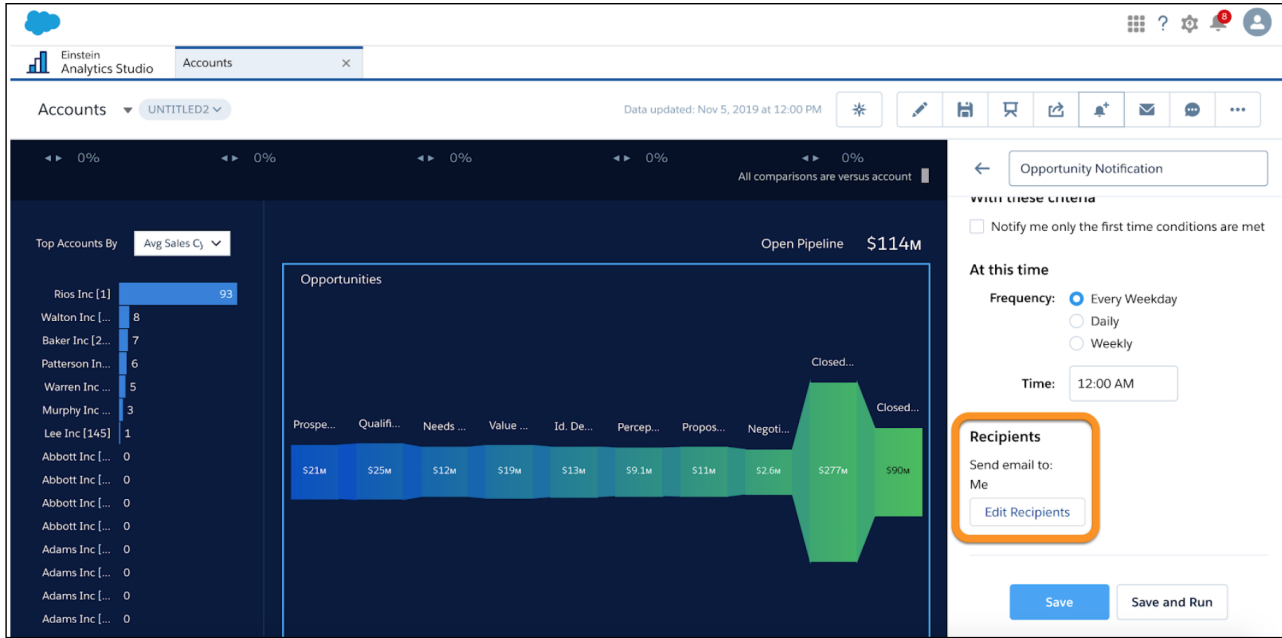 8
Einstein
Analytics Studio
Accounts
Accounts UNTITLED2
Data updated: Nov 5, 2019 at 12:00 PM
0% 0% 0% 0% 0%
All comparisons are versus account
Top Accounts By Avg Sales Cy
Open Pipeline $114M
Rios Inc [1] 93
Walton Inc [... 8
Baker Inc [2... 7
Patterson In... 6
Warren Inc ... 5
Murphy Inc ... 3
Lee Inc [145] 1
Abbott Inc [... 0
Abbott Inc [... 0
Abbott Inc [... 0
Abbott Inc [... 0
Adams Inc [... 0
Adams Inc [... 0
Adams Inc [... 0
Adams Inc [... 0
Opportunities
Prospe... Qualifi... Needs ... Value ... Id. De... Percep... Propos... Negoti... Closed... Closed...
$21M $25M $12M $19M $13M $9.1M $11M $2.6M $277M $90M
Opportunity Notification
With these criteria
Notify me only the first time conditions are met
At this time
Frequency: Every Weekday
Daily
Weekly
Time: 12:00 AM
Recipients
Send email to:
Me
Edit Recipients
Save Save and Run